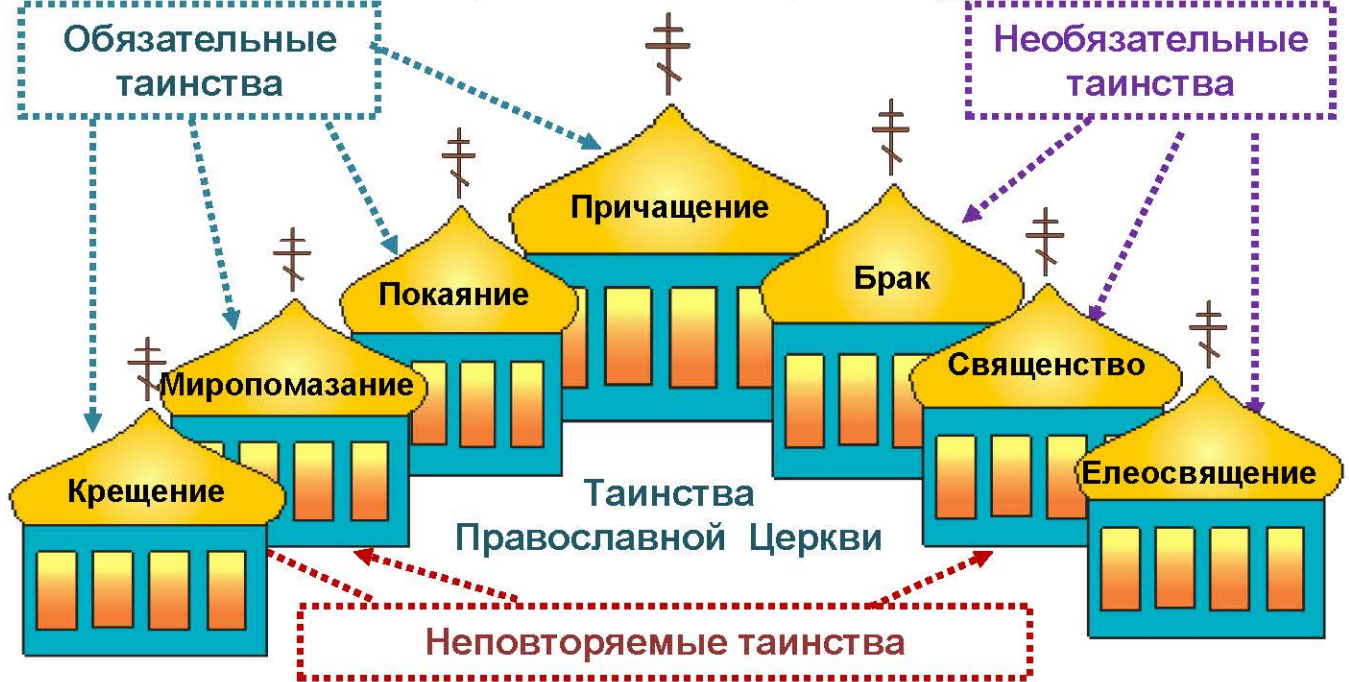 Обязательные
таинства
Необязательные
таинства
Причащение
Покаяние
Брак
Миропомазание
Священство
Крещение
Елеосвящение
Таинства
Православной Церкви
Неповторяемые таинства